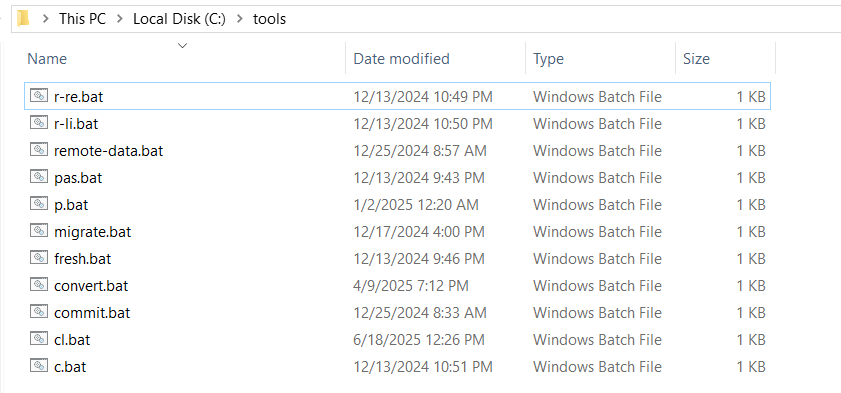 This PC > Local Disk (C:) > tools
Name Date modified Type Size
r-re.bat 12/13/2024 10:49 PM Windows Batch File 1 KB
r-li.bat 12/13/2024 10:50 PM Windows Batch File 1 KB
remote-data.bat 12/25/2024 8:57 AM Windows Batch File 1 KB
pas.bat 12/13/2024 9:43 PM Windows Batch File 1 KB
p.bat 1/2/2025 12:20 AM Windows Batch File 1 KB
migrate.bat 12/17/2024 4:00 PM Windows Batch File 1 KB
fresh.bat 12/13/2024 9:46 PM Windows Batch File 1 KB
convert.bat 4/9/2025 7:12 PM Windows Batch File 1 KB
commit.bat 12/25/2024 8:33 AM Windows Batch File 1 KB
cl.bat 6/18/2025 12:26 PM Windows Batch File 1 KB
c.bat 12/13/2024 10:51 PM Windows Batch File 1 KB